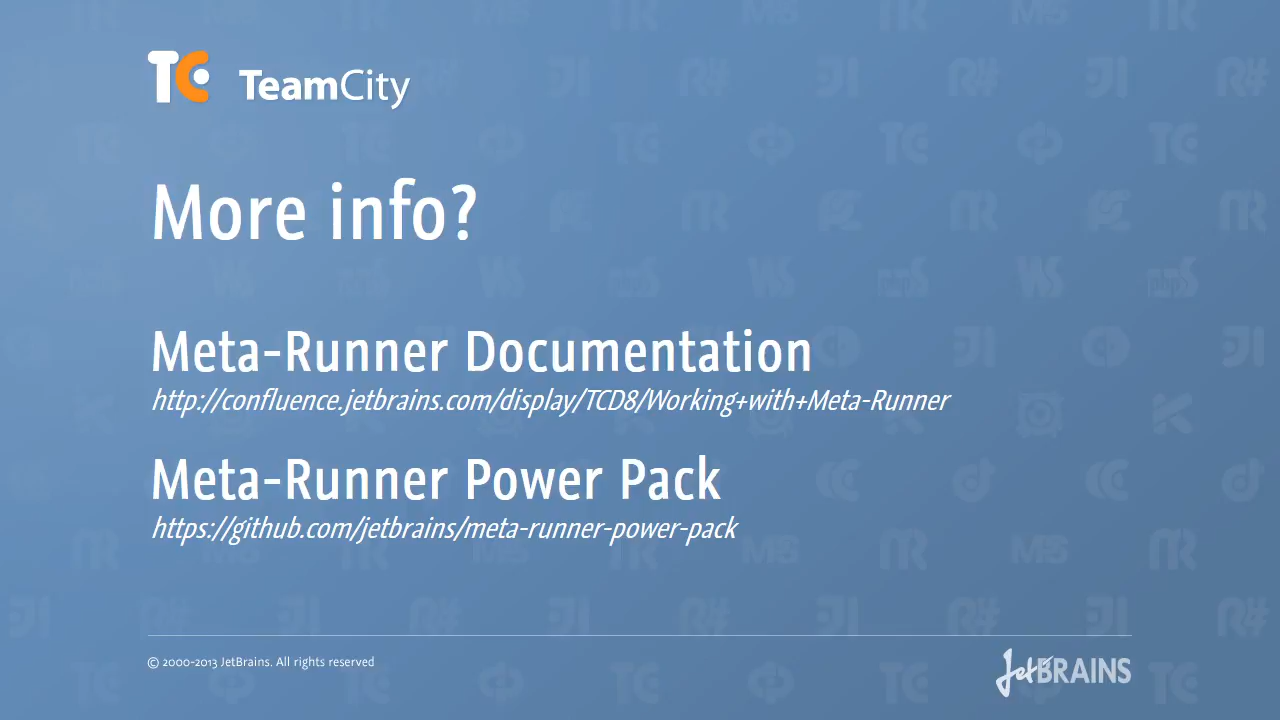 TC TeamCity
More info?
Meta-Runner Documentation
http://confluence.jetbrains.com/display/TCD8/Working+with+Meta-Runner
Meta-Runner Power Pack
https://github.com/jetbrains/meta-runner-power-pack
© 2000-2013 JetBrains. All rights reserved
JetBRAINS